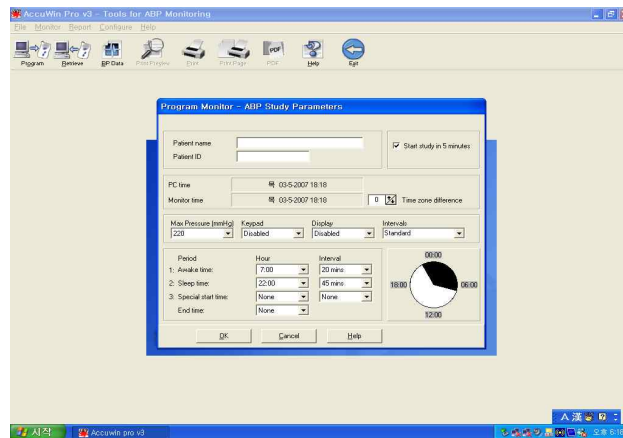 AccuWin Pro v3 - Tools for ABP Monitoring
File Monitor Report Configure Help
Program Retrieve BP Data Print Preview Print Print Page PDF Help Exit
Program Monitor - ABP Study Parameters
Patient name
Patient ID
Start study in 5 minutes
PC time 목 03-5-2007 18:18
Monitor time 목 03-5-2007 18:18 0 Time zone difference
Max Pressure [mmHg] Keypad Display Intervals
220 Disabled Disabled Standard
Period Hour Interval
1: Awake time: 7:00 20 mins
2: Sleep time: 22:00 45 mins
3: Special start time: None None
End time: None
00:00
18:00 06:00
12:00
OK Cancel Help
A 漢
시작 Accuwin pro v3 오후 6:18